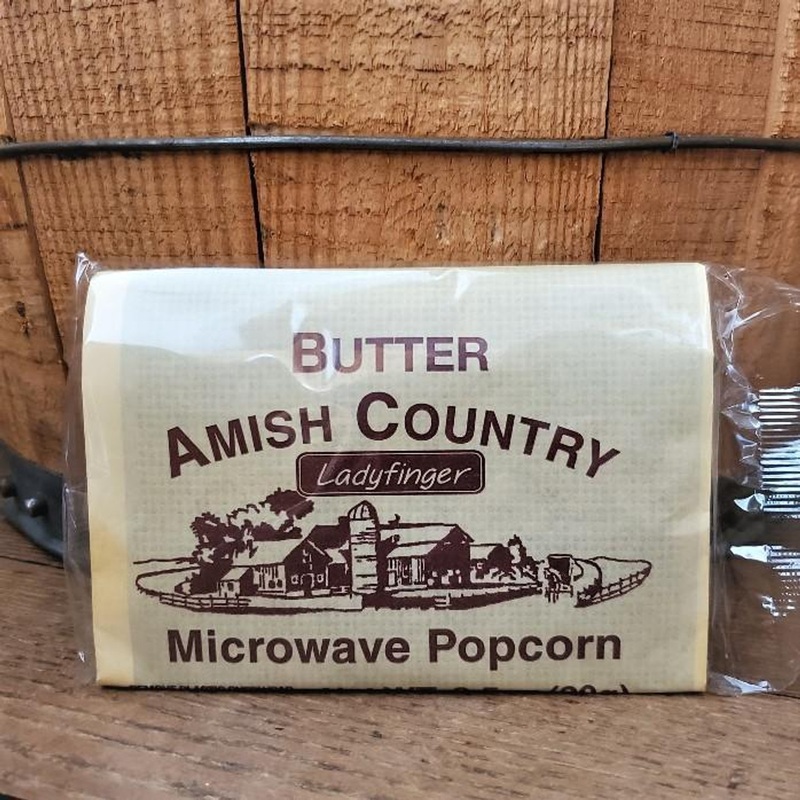 BUTTER
AMISH COUNTRY
Ladyfinger
Microwave Popcorn